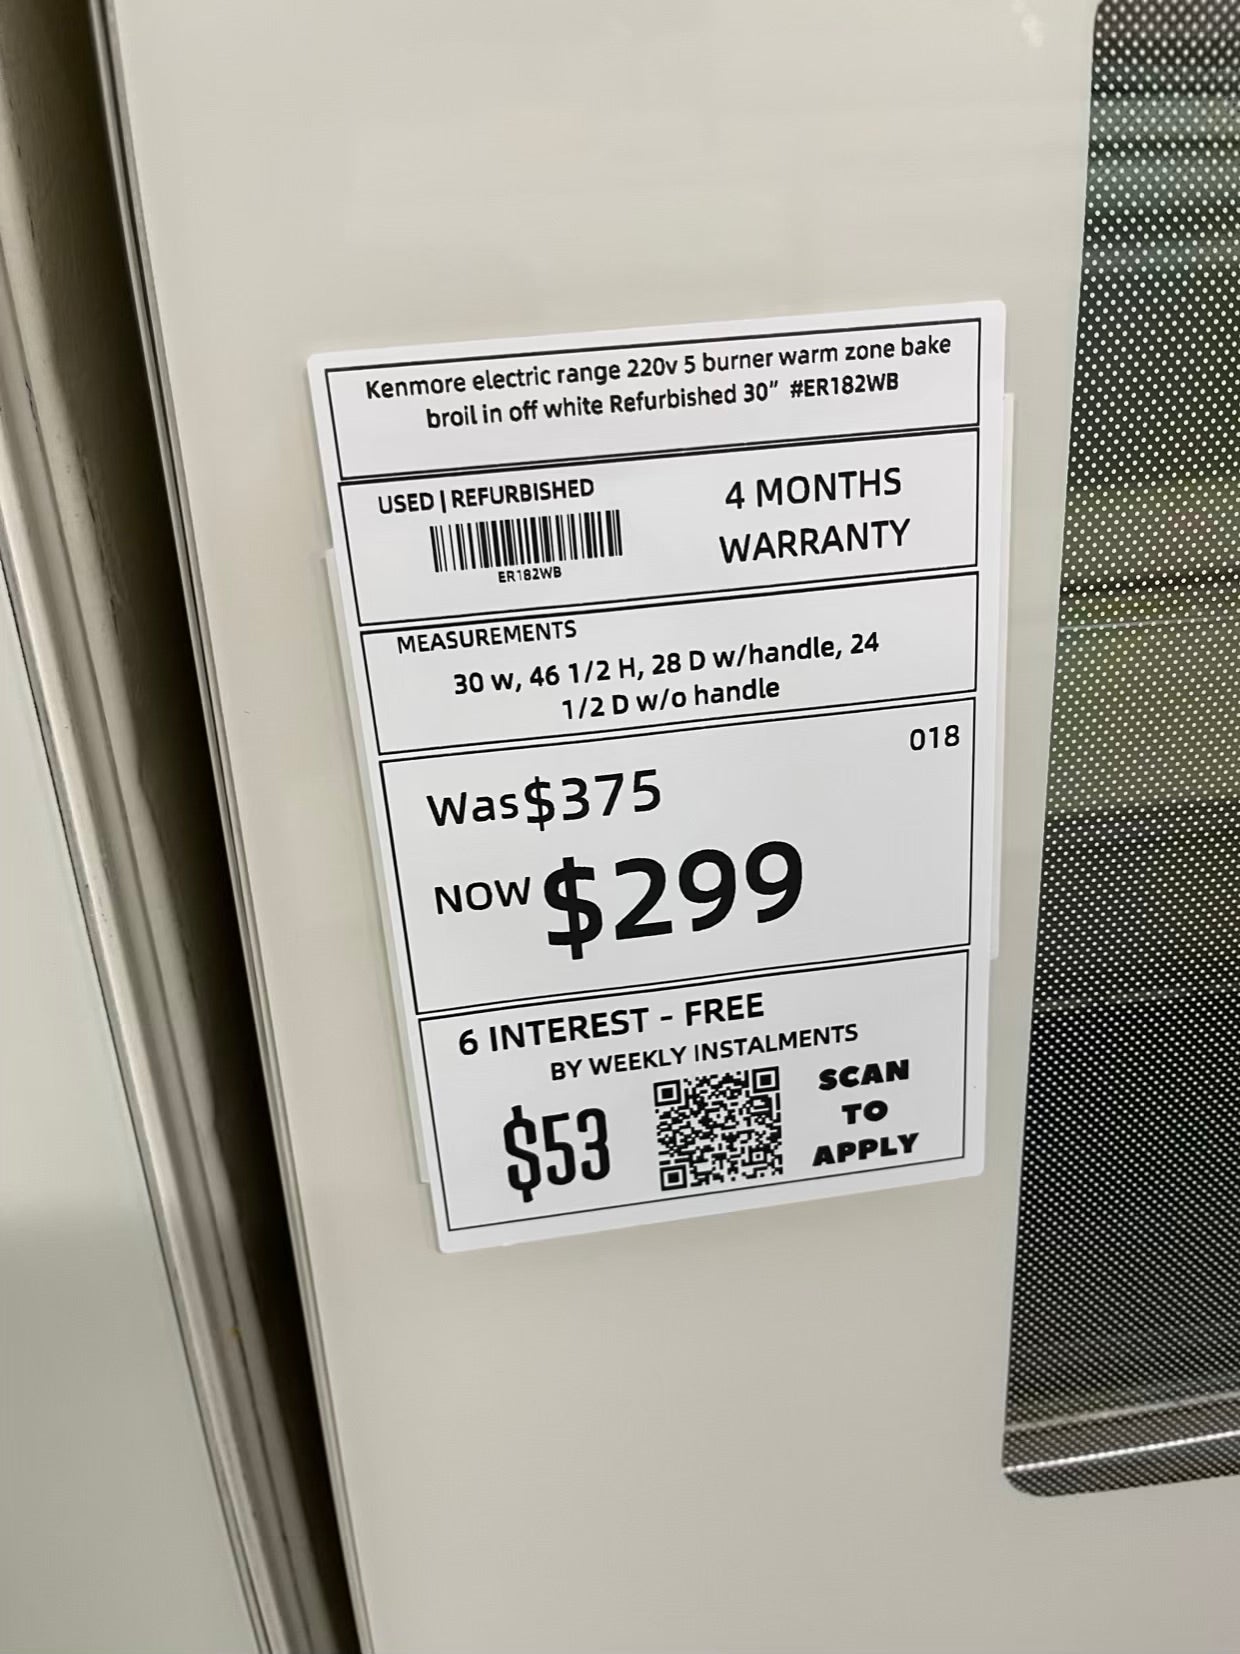 Kenmore electric range 220v 5 burner warm zone bake
broil in off white Refurbished 30” #ER182WB
USED | REFURBISHED
ER182WB
4 MONTHS
WARRANTY
MEASUREMENTS
30 w, 46 1/2 H, 28 D w/handle, 24
1/2 D w/o handle
018
Was $375
NOW $299
6 INTEREST - FREE
BY WEEKLY INSTALMENTS
$53
SCAN
TO
APPLY